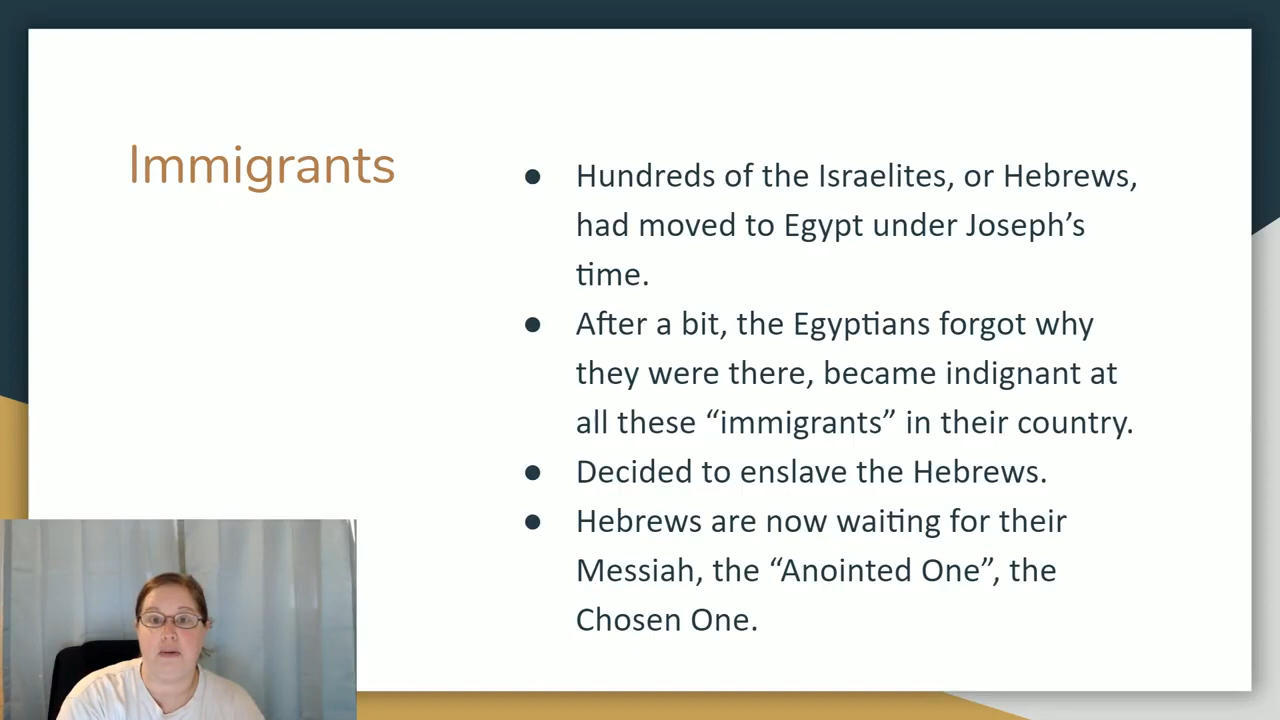 Immigrants
● Hundreds of the Israelites, or Hebrews,
had moved to Egypt under Joseph’s
time.
● After a bit, the Egyptians forgot why
they were there, became indignant at
all these “immigrants” in their country.
● Decided to enslave the Hebrews.
● Hebrews are now waiting for their
Messiah, the “Anointed One”, the
Chosen One.